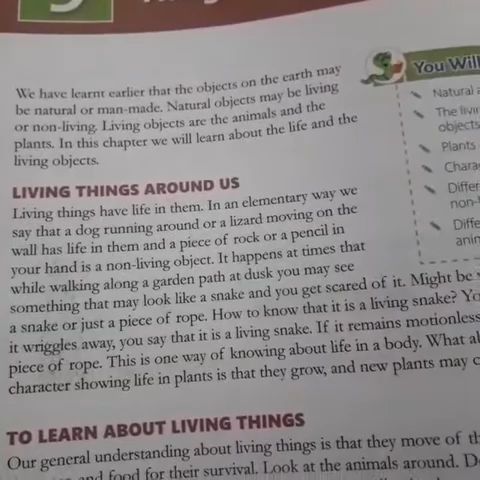 We have learnt earlier that the objects on the earth may
be natural or man-made. Natural objects may be living
or non-living. Living objects are the animals and the
plants. In this chapter we will learn about the life and the
living objects.
LIVING THINGS AROUND US
Living things have life in them. In an elementary way we
say that a dog running around or a lizard moving on the
wall has life in them and a piece of rock or a pencil in
your hand is a non-living object. It happens at times that
while walking along a garden path at dusk you may see
something that may look like a snake and you get scared of it. Might be
a snake or just a piece of rope. How to know that it is a living snake?
it wriggles away, you say that it is a living snake. If it remains motionless
piece of rope. This is one way of knowing about life in a body. What
character showing life in plants is that they grow, and new plants may
TO LEARN ABOUT LIVING THINGS
Our general understanding about living things is that they move of
and food for their survival. Look at the animals around.
You Will
Natural
The
objects
Plants